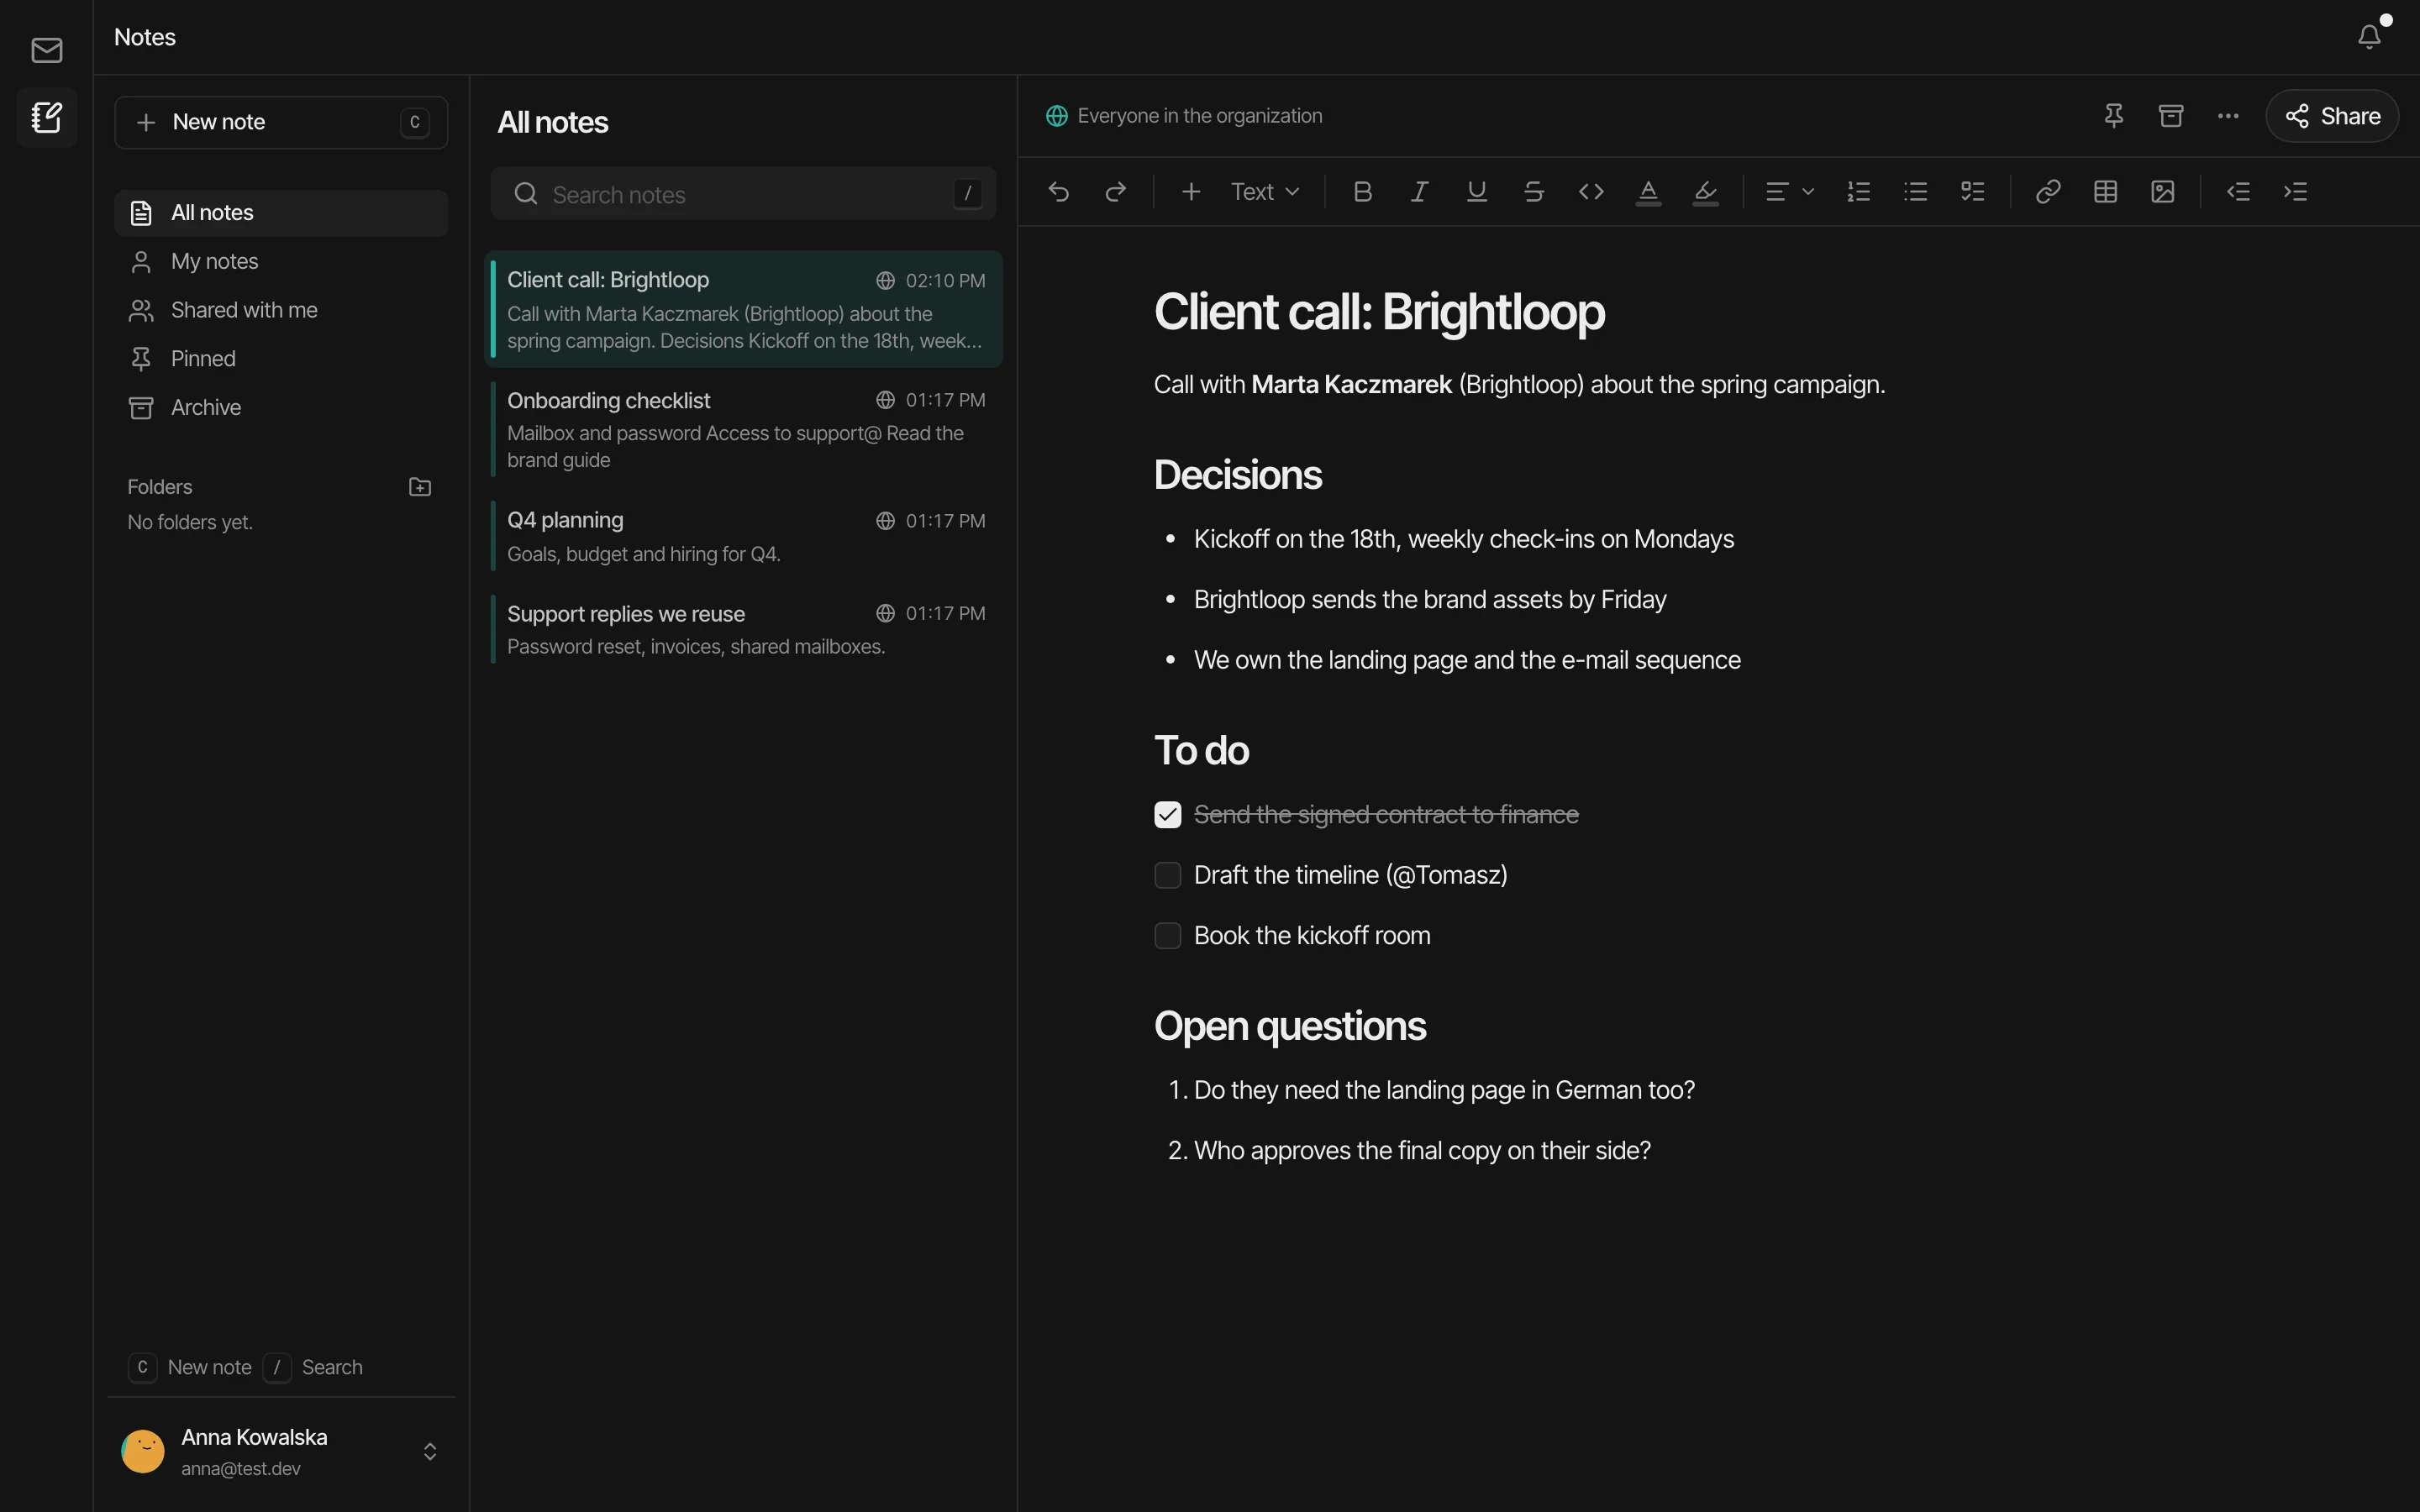 Notes
New note C
All notes
My notes
Shared with me
Pinned
Archive
Folders
No folders yet.
C New note / Search
Anna Kowalska
anna@test.dev
All notes
Search notes /
Client call: Brightloop 02:10 PM
Call with Marta Kaczmarek (Brightloop) about the
spring campaign. Decisions Kickoff on the 18th, week...
Onboarding checklist 01:17 PM
Mailbox and password Access to support@ Read the
brand guide
Q4 planning 01:17 PM
Goals, budget and hiring for Q4.
Support replies we reuse 01:17 PM
Password reset, invoices, shared mailboxes.
Everyone in the organization
Share
Text
Client call: Brightloop
Call with Marta Kaczmarek (Brightloop) about the spring campaign.
Decisions
• Kickoff on the 18th, weekly check-ins on Mondays
• Brightloop sends the brand assets by Friday
• We own the landing page and the e-mail sequence
To do
Send the signed contract to finance
Draft the timeline (@Tomasz)
Book the kickoff room
Open questions
1. Do they need the landing page in German too?
2. Who approves the final copy on their side?